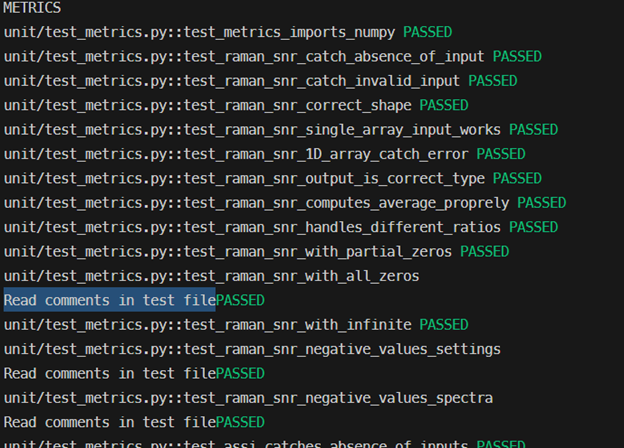 METRICS
unit/test_metrics.py::test_metrics_imports_numpy PASSED
unit/test_metrics.py::test_raman_snr_catch_absence_of_input PASSED
unit/test_metrics.py::test_raman_snr_catch_invalid_input PASSED
unit/test_metrics.py::test_raman_snr_correct_shape PASSED
unit/test_metrics.py::test_raman_snr_single_array_input_works PASSED
unit/test_metrics.py::test_raman_snr_1D_array_catch_error PASSED
unit/test_metrics.py::test_raman_snr_output_is_correct_type PASSED
unit/test_metrics.py::test_raman_snr_computes_average_proprely PASSED
unit/test_metrics.py::test_raman_snr_handles_different_ratios PASSED
unit/test_metrics.py::test_raman_snr_with_partial_zeros PASSED
unit/test_metrics.py::test_raman_snr_with_all_zeros
Read comments in test filePASSED
unit/test_metrics.py::test_raman_snr_with_infinite PASSED
unit/test_metrics.py::test_raman_snr_negative_values_settings
Read comments in test filePASSED
unit/test_metrics.py::test_raman_snr_negative_values_spectra
Read comments in test filePASSED
unit/test_metrics.py::test_assi_catches_absence_of_inputs PASSED